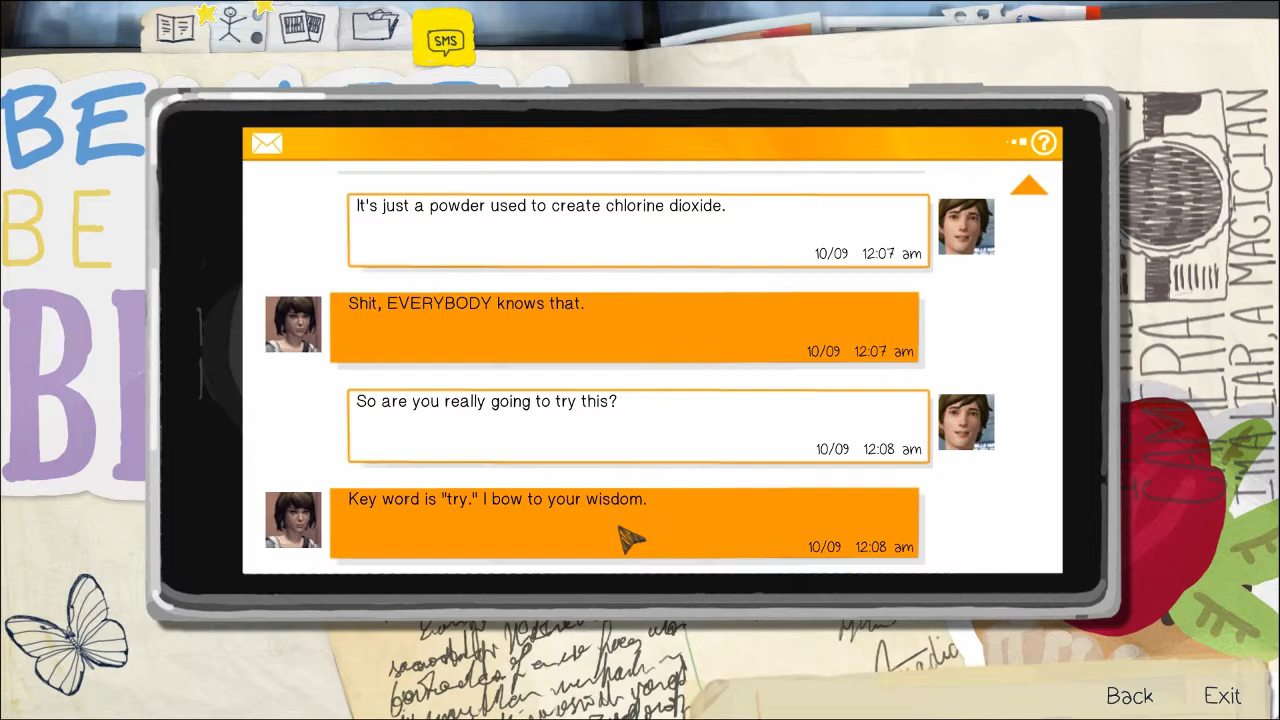 SMS
BE
BE
It's just a powder used to create chlorine dioxide.
10/09 12:07 am
Shit, EVERYBODY knows that.
10/09 12:07 am
So are you really going to try this?
10/09 12:08 am
Key word is "try." I bow to your wisdom.
10/09 12:08 am
CAMERA
LIAR, A MAGICIAN
Back Exit